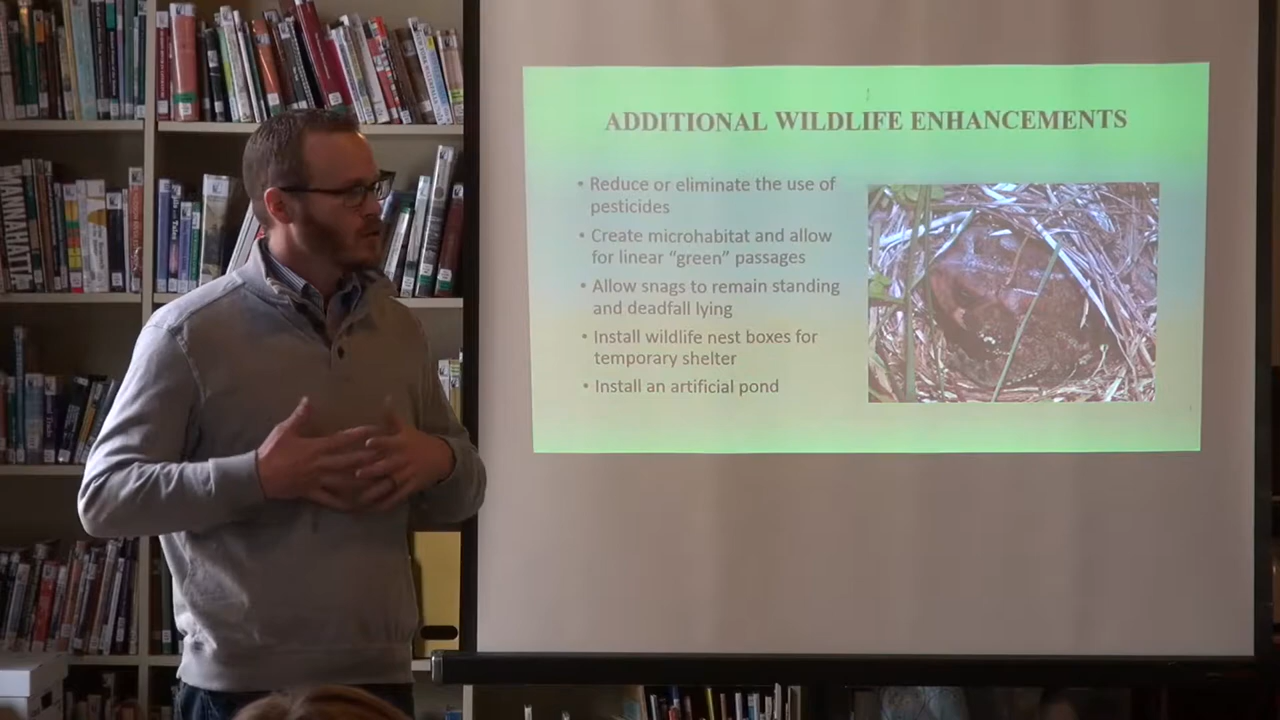 MANNAHATTA
ADDITIONAL WILDLIFE ENHANCEMENTS
• Reduce or eliminate the use of
pesticides
• Create microhabitat and allow
for linear “green” passages
• Allow snags to remain standing
and deadfall lying
• Install wildlife nest boxes for
temporary shelter
• Install an artificial pond